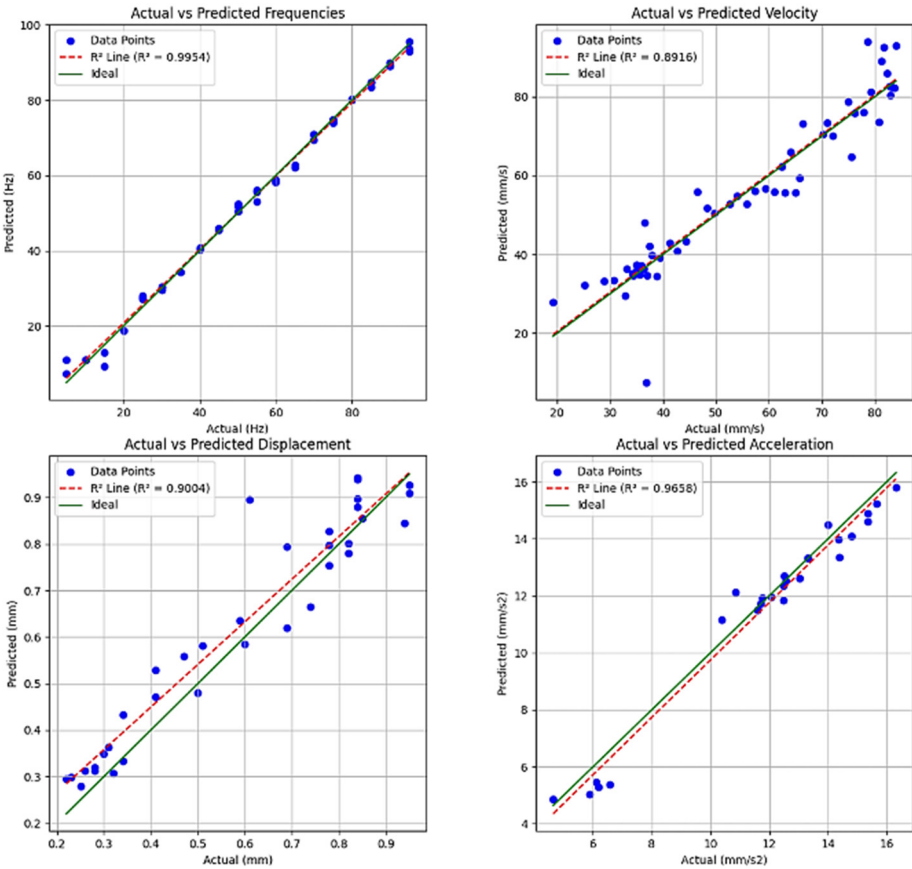 Actual vs Predicted Frequencies
Data Points
R² Line (R² = 0.9954)
Ideal
100
80
60
40
20
Predicted (Hz)
20 40 60 80
Actual (Hz)
Actual vs Predicted Velocity
Data Points
R² Line (R² = 0.8916)
Ideal
80
60
40
20
Predicted (mm/s)
20 30 40 50 60 70 80
Actual (mm/s)
Actual vs Predicted Displacement
Data Points
R² Line (R² = 0.9004)
Ideal
0.9
0.8
0.7
0.6
0.5
0.4
0.3
0.2
Predicted (mm)
0.2 0.3 0.4 0.5 0.6 0.7 0.8 0.9
Actual (mm)
Actual vs Predicted Acceleration
Data Points
R² Line (R² = 0.9658)
Ideal
16
14
12
10
8
6
4
Predicted (mm/s2)
6 8 10 12 14 16
Actual (mm/s2)